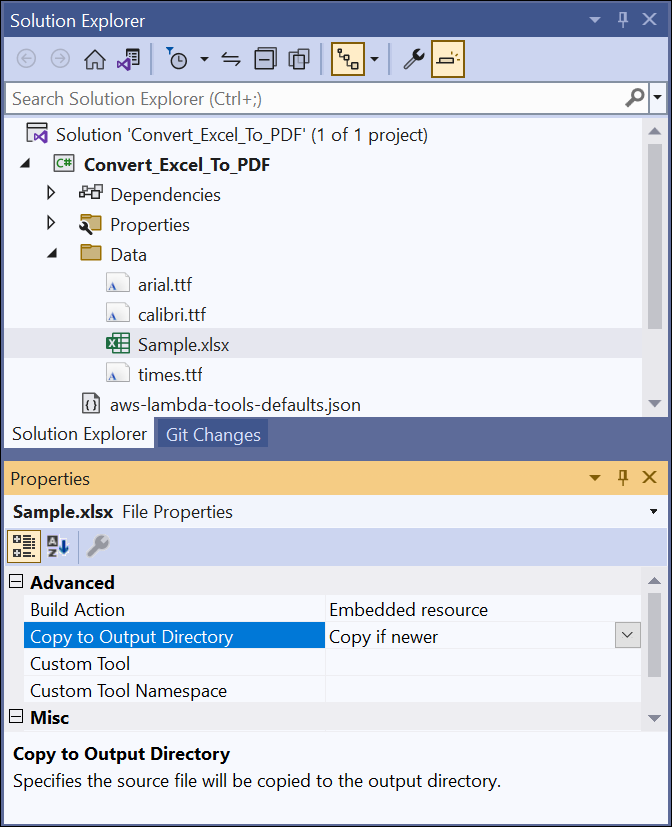 Solution Explorer
Search Solution Explorer (Ctrl+;)
Solution 'Convert_Excel_To_PDF' (1 of 1 project)
C# Convert_Excel_To_PDF
Dependencies
Properties
Data
arial.ttf
calibri.ttf
Sample.xlsx
times.ttf
aws-lambda-tools-defaults.json
Solution Explorer Git Changes
Properties
Sample.xlsx File Properties
Advanced
Build Action Embedded resource
Copy to Output Directory Copy if newer
Custom Tool
Custom Tool Namespace
Misc
Copy to Output Directory
Specifies the source file will be copied to the output directory.